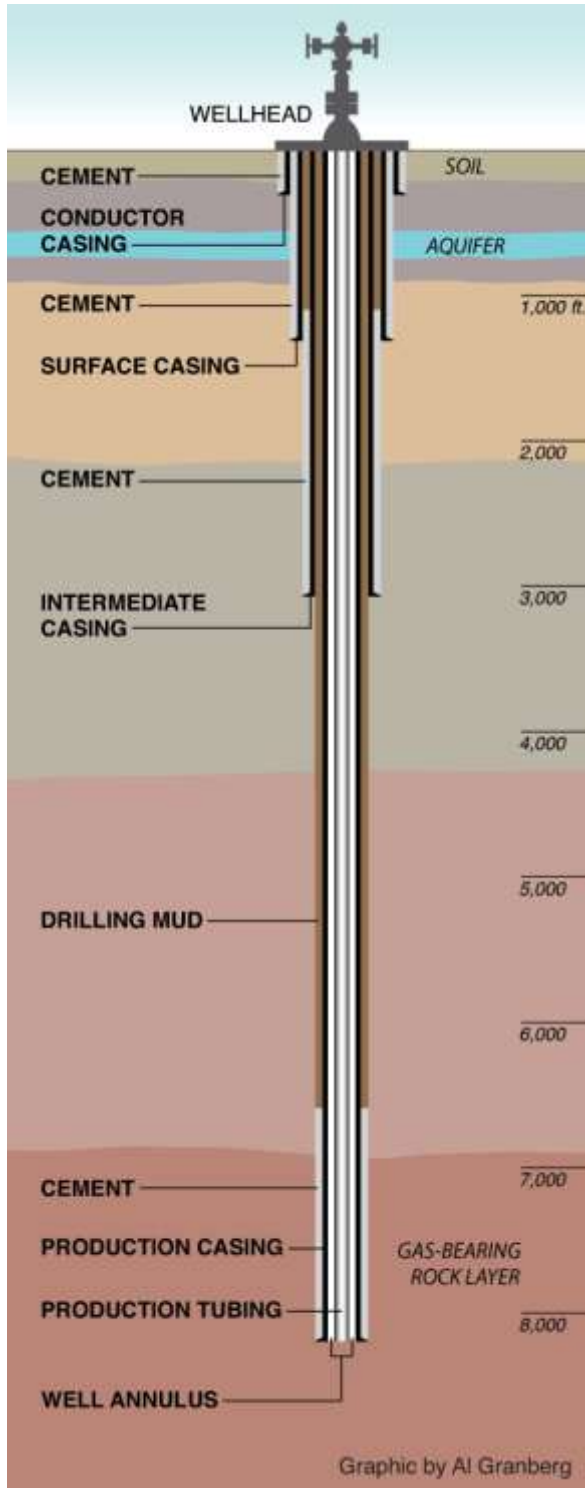 WELLHEAD
SOIL
CEMENT
CONDUCTOR
CASING
AQUIFER
CEMENT
1,000 ft.
SURFACE CASING
2,000
CEMENT
3,000
INTERMEDIATE
CASING
4,000
5,000
DRILLING MUD
6,000
7,000
CEMENT
PRODUCTION CASING
GAS-BEARING
ROCK LAYER
PRODUCTION TUBING
8,000
WELL ANNULUS
Graphic by Al Granberg